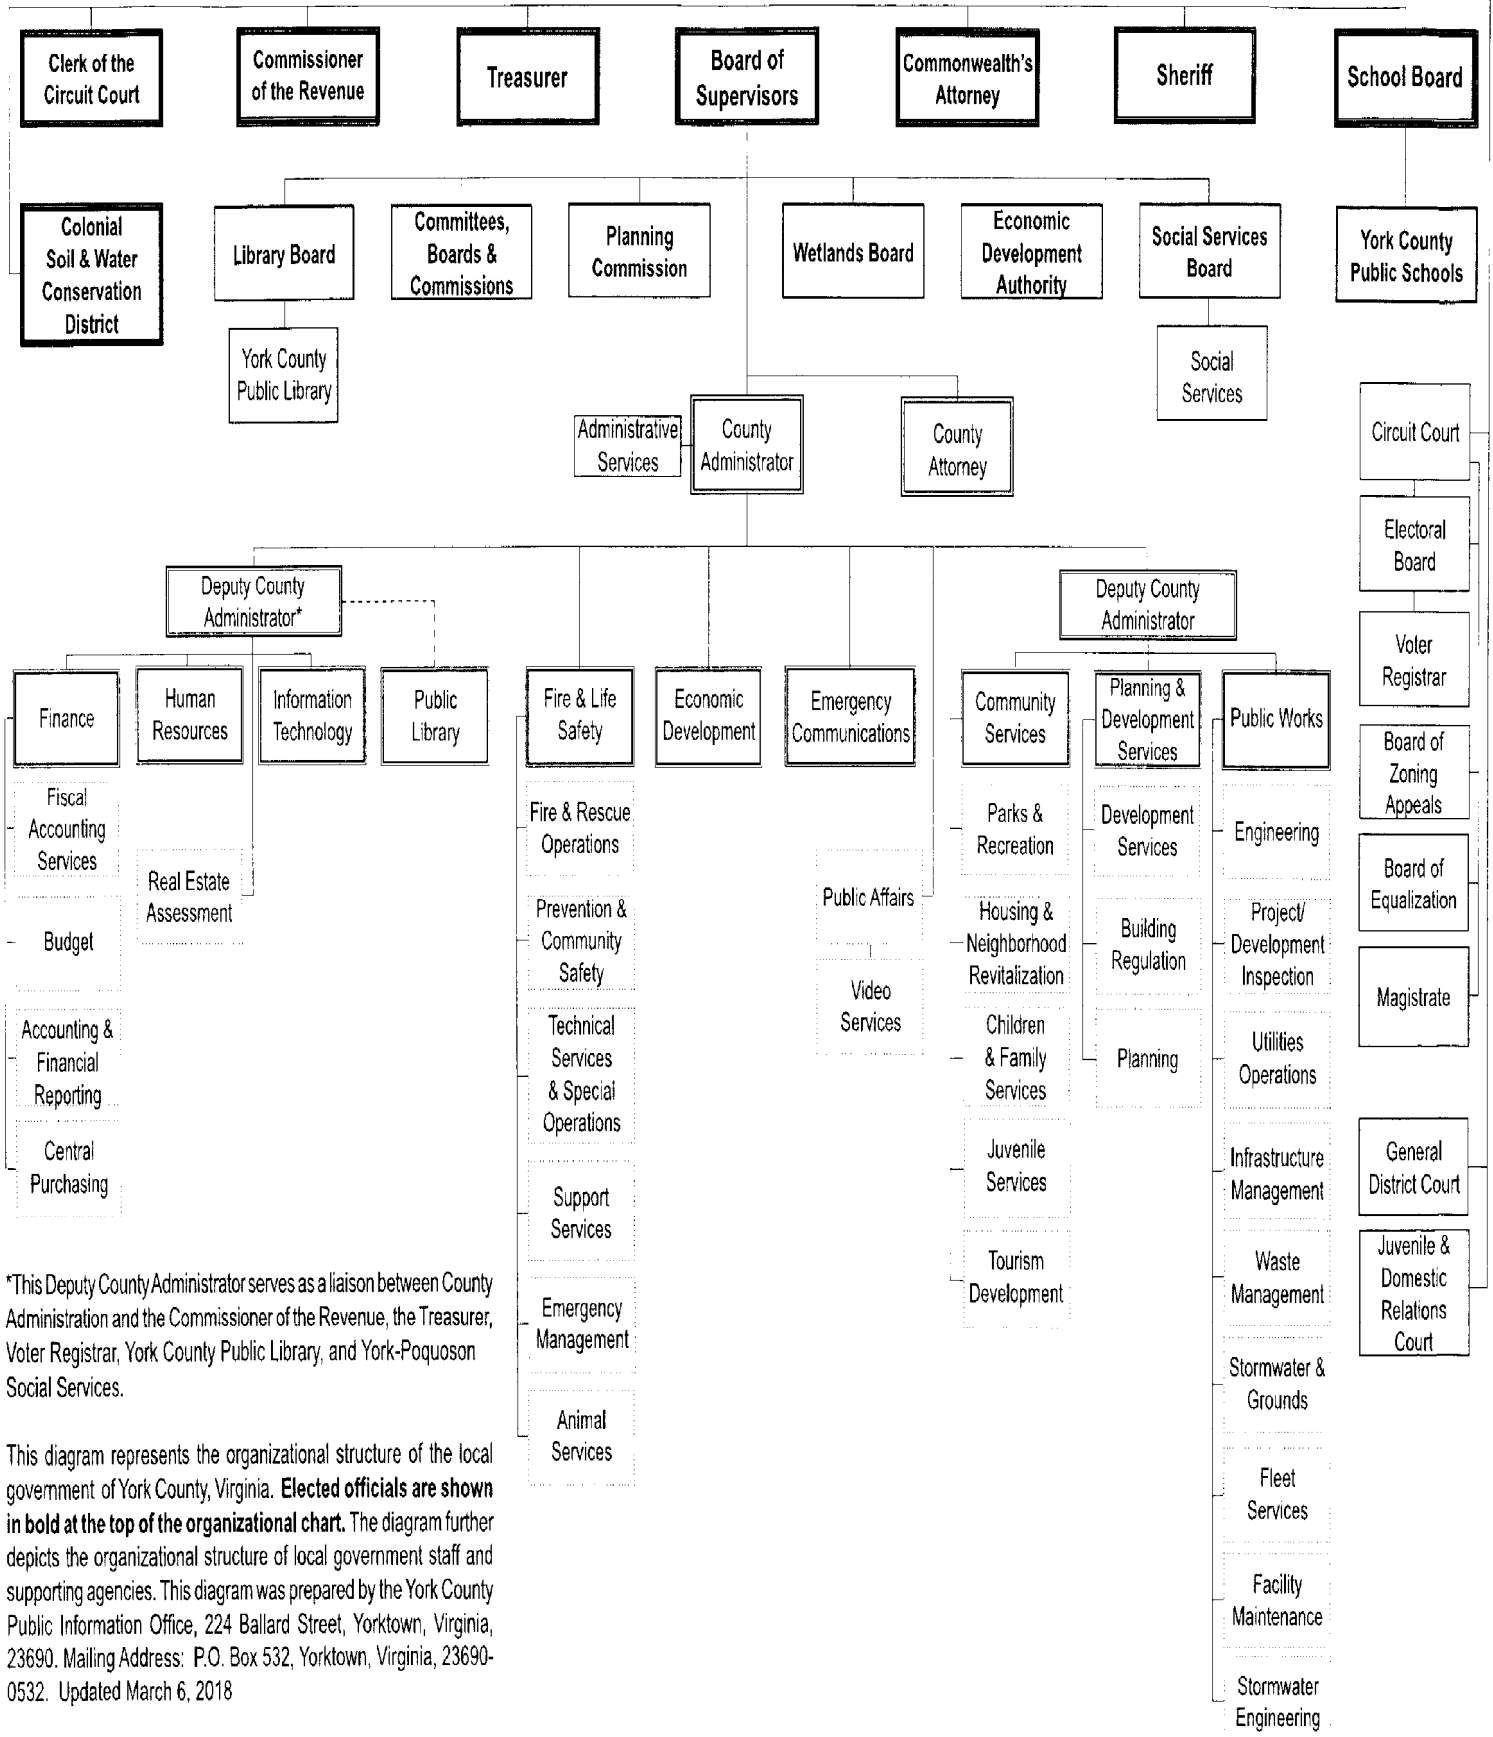 Clerk of the
Circuit Court
Commissioner
of the Revenue
Treasurer
Board of
Supervisors
Commonwealth's
Attorney
Sheriff
School Board
Colonial
Soil & Water
Conservation
District
Library Board
Committees,
Boards &
Commissions
Planning
Commission
Wetlands Board
Economic
Development
Authority
Social Services
Board
York County
Public Schools
York County
Public Library
Social
Services
Administrative
Services
County
Administrator
County
Attorney
Circuit Court
Electoral
Board
Voter
Registrar
Board of
Zoning
Appeals
Board of
Equalization
Magistrate
General
District Court
Juvenile &
Domestic
Relations
Court
Deputy County
Administrator*
Deputy County
Administrator
Finance
Human
Resources
Information
Technology
Public
Library
Fire & Life
Safety
Economic
Development
Emergency
Communications
Community
Services
Planning &
Development
Services
Public Works
Fiscal
Accounting
Services
Budget
Accounting &
Financial
Reporting
Central
Purchasing
Real Estate
Assessment
Fire & Rescue
Operations
Prevention &
Community
Safety
Technical
Services
& Special
Operations
Support
Services
Emergency
Management
Animal
Services
Public Affairs
Video
Services
Parks &
Recreation
Housing &
Neighborhood
Revitalization
Children
& Family
Services
Juvenile
Services
Tourism
Development
Development
Services
Building
Regulation
Planning
Engineering
Project/
Development
Inspection
Utilities
Operations
Infrastructure
Management
Waste
Management
Stormwater &
Grounds
Fleet
Services
Facility
Maintenance
Stormwater
Engineering
*This Deputy County Administrator serves as a liaison between County
Administration and the Commissioner of the Revenue, the Treasurer,
Voter Registrar, York County Public Library, and York-Poquoson
Social Services.
This diagram represents the organizational structure of the local
government of York County, Virginia. Elected officials are shown
in bold at the top of the organizational chart. The diagram further
depicts the organizational structure of local government staff and
supporting agencies. This diagram was prepared by the York County
Public Information Office, 224 Ballard Street, Yorktown, Virginia,
23690. Mailing Address: P.O. Box 532, Yorktown, Virginia, 23690-
0532. Updated March 6, 2018